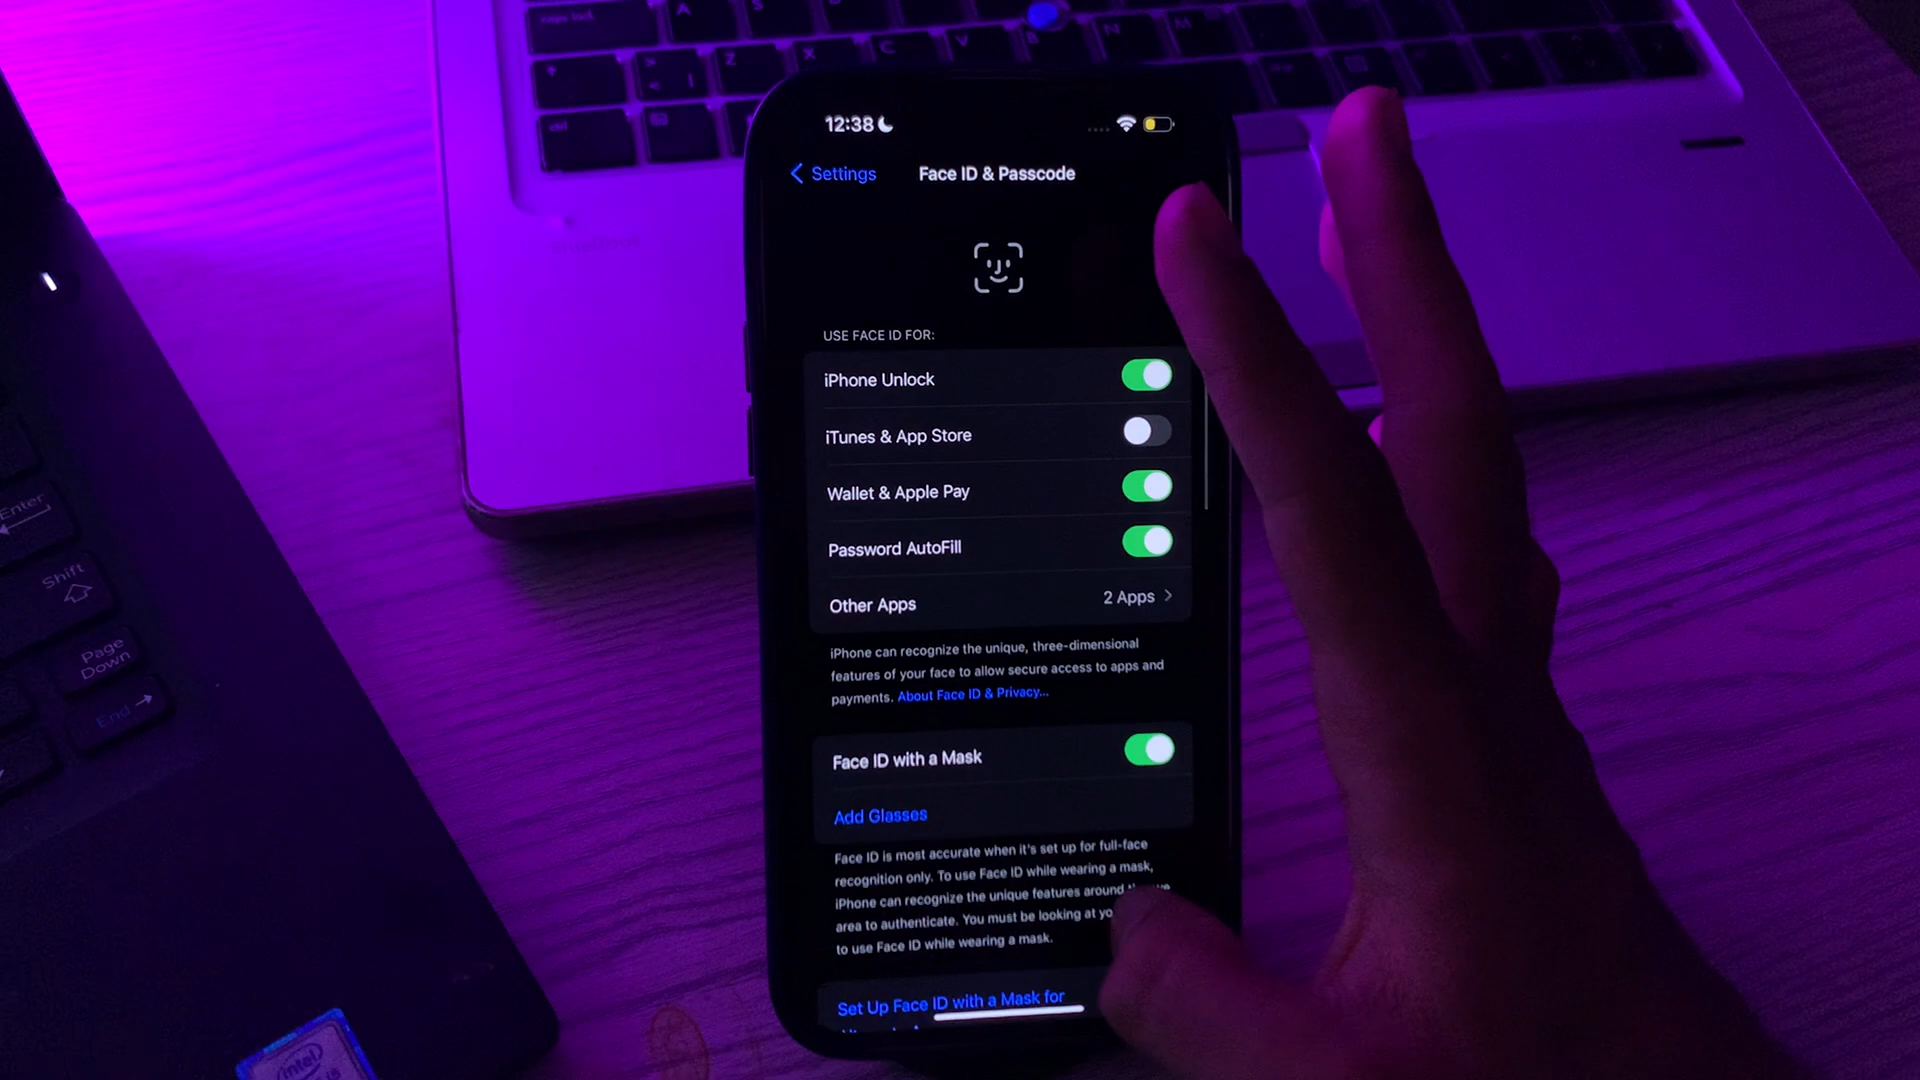 caps lock
A
S
Z
X
C
V
B
N
M
ctrl
12:38
Settings
Face ID & Passcode
USE FACE ID FOR:
iPhone Unlock
iTunes & App Store
Wallet & Apple Pay
Password AutoFill
Other Apps
2 Apps
iPhone can recognize the unique, three-dimensional
features of your face to allow secure access to apps and
payments. About Face ID & Privacy...
Face ID with a Mask
Add Glasses
Face ID is most accurate when it's set up for full-face
recognition only. To use Face ID while wearing a mask,
iPhone can recognize the unique features around
area to authenticate. You must be looking at yo
to use Face ID while wearing a mask.
Set Up Face ID with a Mask for
Enter
Shift
Page
Down
End
intel